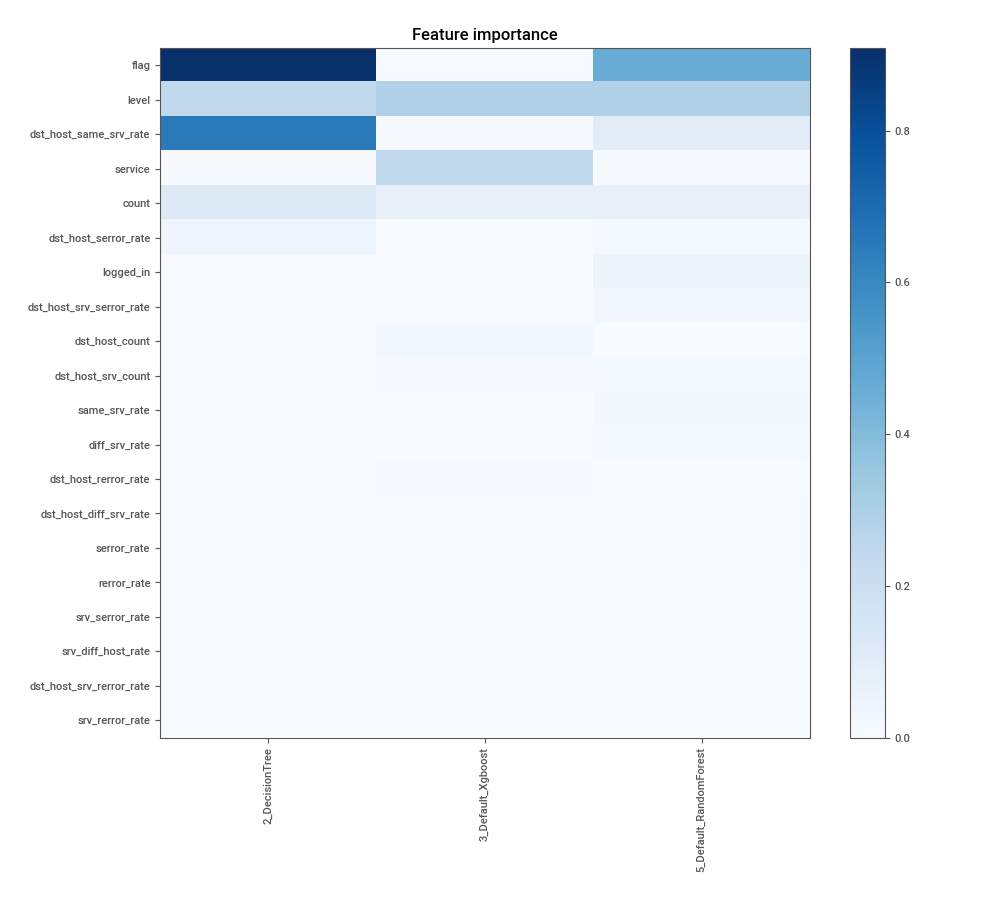 Feature importance
flag
level
dst_host_same_srv_rate
service
count
dst_host_serror_rate
logged_in
dst_host_srv_serror_rate
dst_host_count
dst_host_srv_count
same_srv_rate
diff_srv_rate
dst_host_rerror_rate
dst_host_diff_srv_rate
serror_rate
rerror_rate
srv_serror_rate
srv_diff_host_rate
dst_host_srv_rerror_rate
srv_rerror_rate
2_DecisionTree
3_Default_Xgboost
5_Default_RandomForest
0.8
0.6
0.4
0.2
0.0